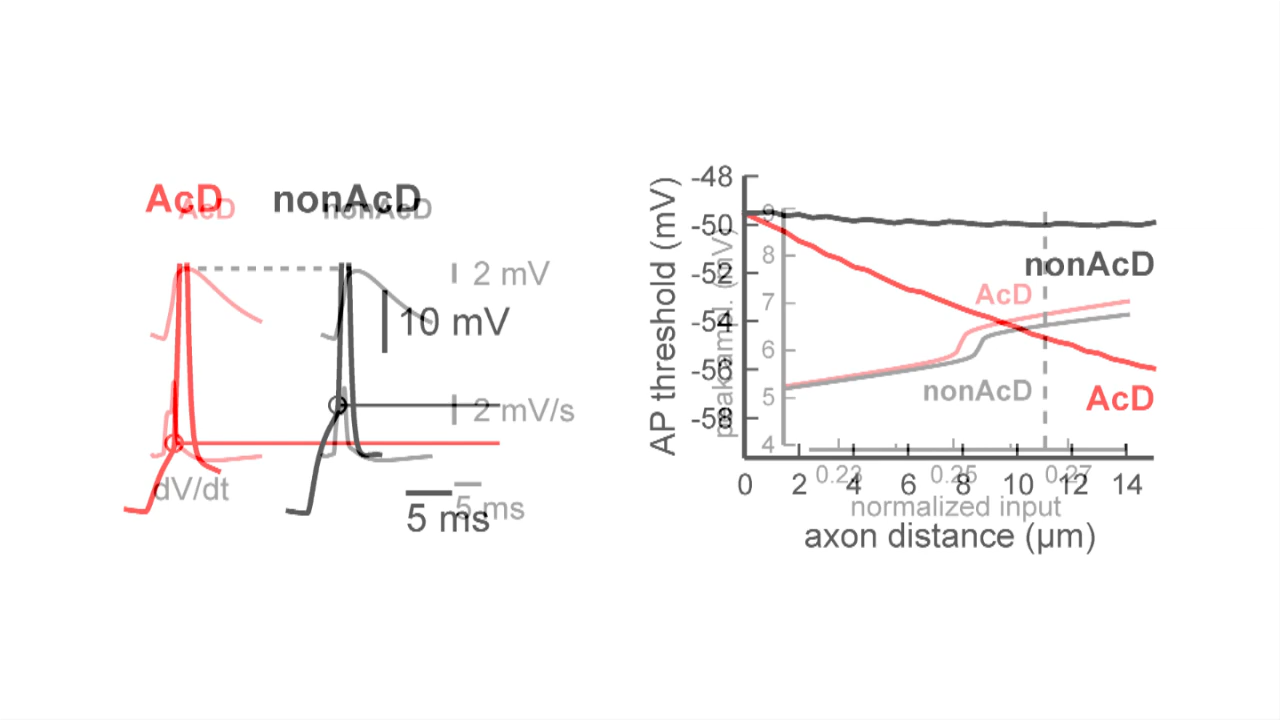 AcD
nonAcD
AcD
nonAcD
2 mV
10 mV
2 mV/s
dV/dt
5 ms
5 ms
AP threshold (mV)
-48
-50
-52
-54
-56
-58
0
2
4
6
8
10
12
14
axon distance (µm)
nonAcD
AcD
9
8
7
6
5
4
0.23
0.25
0.27
normalized input
AcD
nonAcD